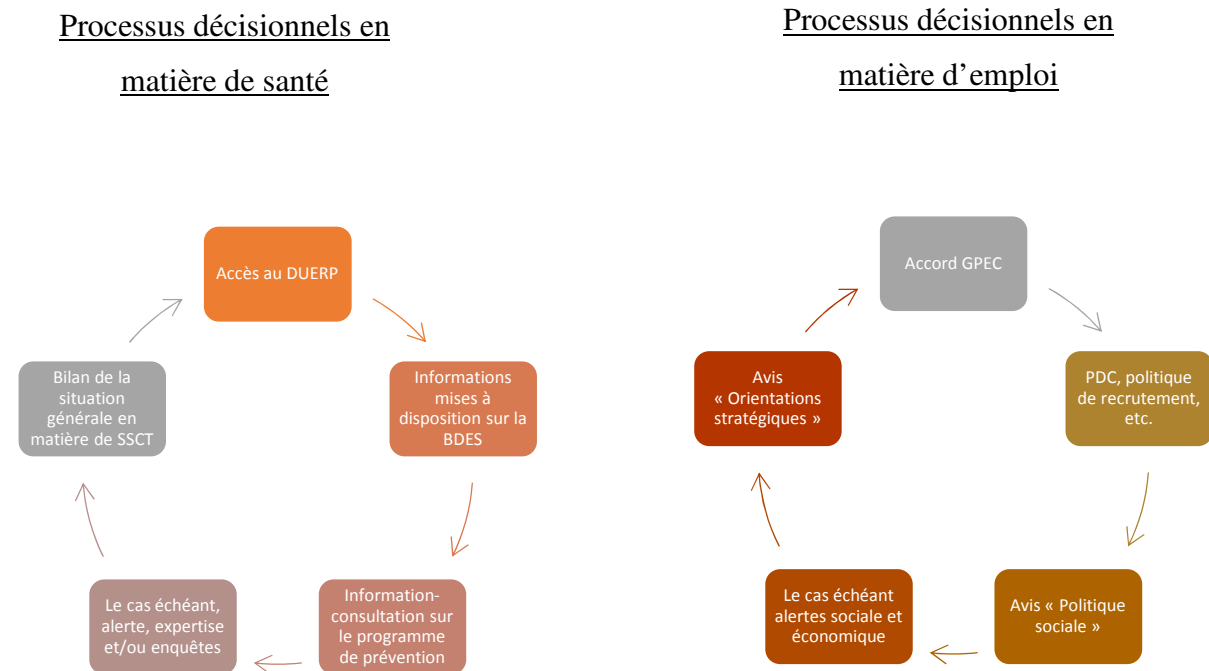 Processus décisionnels en
matière de santé
Processus décisionnels en
matière d’emploi
Accès au DUERP
Informations
mises à
disposition sur la
BDES
Information-
consultation sur
le programme
de prévention
Le cas échéant,
alerte, expertise
et/ou enquêtes
Bilan de la
situation
générale en
matière de SSCT
Accord GPEC
PDC, politique
de recrutement,
etc.
Avis « Politique
sociale »
Le cas échéant
alertes sociale et
économique
Avis
« Orientations
stratégiques »